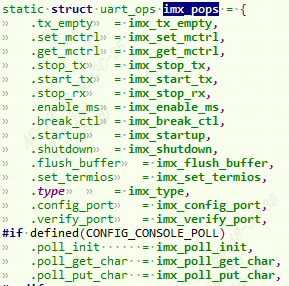 static struct uart_ops imx_pops = {
.tx_empty = imx_tx_empty,
.set_mctrl = imx_set_mctrl,
.get_mctrl = imx_get_mctrl,
.stop_tx = imx_stop_tx,
.start_tx = imx_start_tx,
.stop_rx = imx_stop_rx,
.enable_ms = imx_enable_ms,
.break_ctl = imx_break_ctl,
.startup = imx_startup,
.shutdown = imx_shutdown,
.flush_buffer = imx_flush_buffer,
.set_termios = imx_set_termios,
.type = imx_type,
.config_port = imx_config_port,
.verify_port = imx_verify_port,
#if defined(CONFIG_CONSOLE_POLL)
.poll_init = imx_poll_init,
.poll_get_char = imx_poll_get_char,
.poll_put_char = imx_poll_put_char,